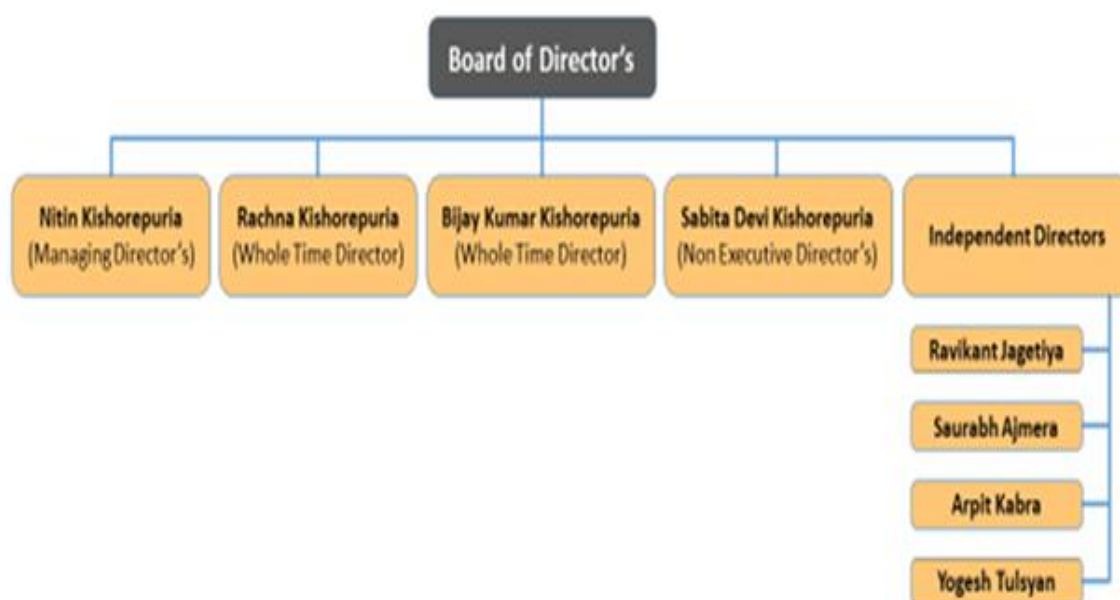 Board of Director's
Nitin Kishorepuria
(Managing Director's)
Rachna Kishorepuria
(Whole Time Director)
Bijay Kumar Kishorepuria
(Whole Time Director)
Sabita Devi Kishorepuria
(Non Executive Director's)
Independent Directors
Ravikant Jagetiya
Saurabh Ajmera
Arpit Kabra
Yogesh Tulsyan